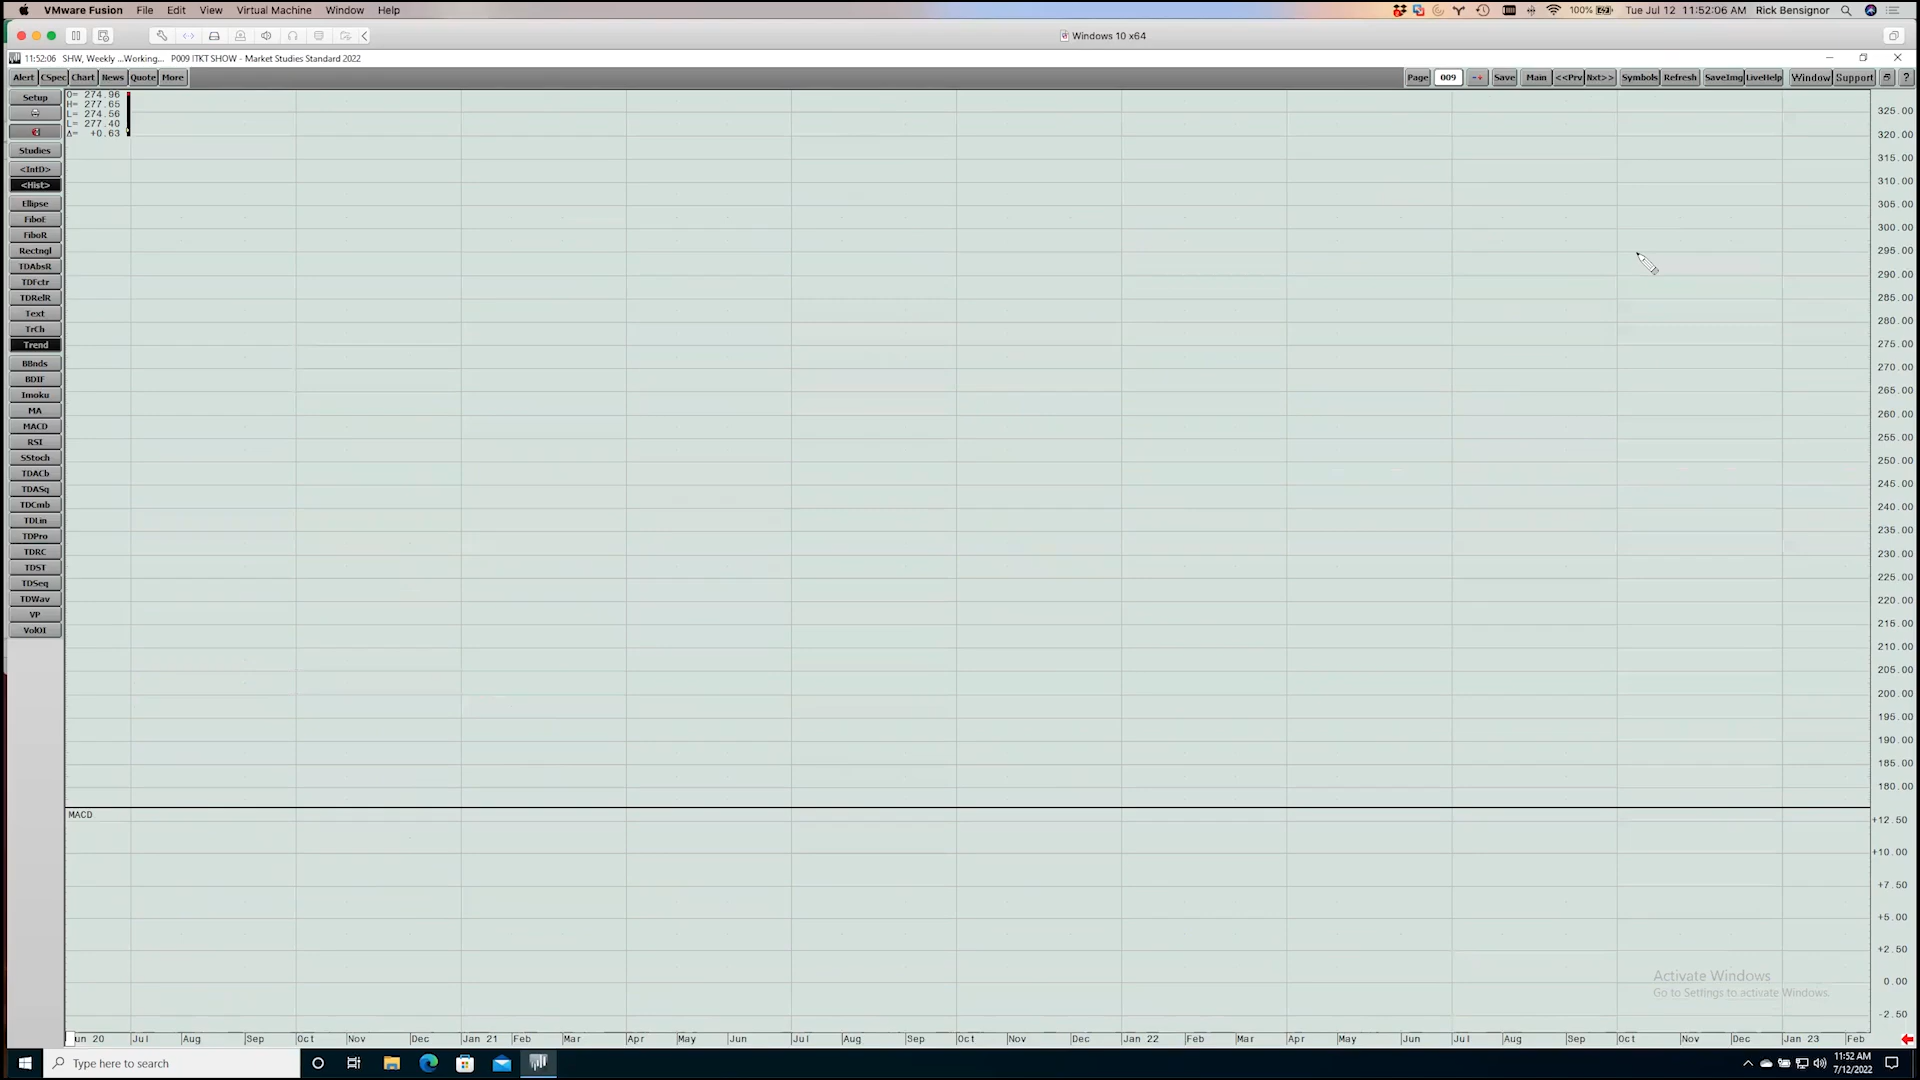 VMware Fusion File Edit View Virtual Machine Window Help 100% Tue Jul 12 11:52:06 AM Rick Bensignor
Windows 10 x64
11:52:06 SHW, Weekly ...Working... P009 ITKT SHOW - Market Studies Standard 2022
Alert CSpec Chart News Quote More Page 009 Save Main <<Prv Nxt>> Symbols Refresh SaveImg LiveHelp Window Support ?
Setup
Studies
<IntD>
<Hist>
Ellipse
FiboE
FiboR
Rectngl
TDAbsR
TDFctr
TDRelR
Text
TrCh
Trend
BBnds
BDIF
Imoku
MA
MACD
RSI
SStoch
TDACb
TDASq
TDCmb
TDLin
TDPro
TDRC
TDST
TDSeq
TDWav
VP
VolOI
O= 274.96
H= 277.65
L= 274.56
L= 277.40
Δ= +0.63
325.00
320.00
315.00
310.00
305.00
300.00
295.00
290.00
285.00
280.00
275.00
270.00
265.00
260.00
255.00
250.00
245.00
240.00
235.00
230.00
225.00
220.00
215.00
210.00
205.00
200.00
195.00
190.00
185.00
180.00
MACD
+12.50
+10.00
+7.50
+5.00
+2.50
0.00
-2.50
Activate Windows
Go to Settings to activate Windows.
un 20 Jul Aug Sep Oct Nov Dec Jan 21 Feb Mar Apr May Jun Jul Aug Sep Oct Nov Dec Jan 22 Feb Mar Apr May Jun Jul Aug Sep Oct Nov Dec Jan 23 Feb
Type here to search
11:52 AM
7/12/2022